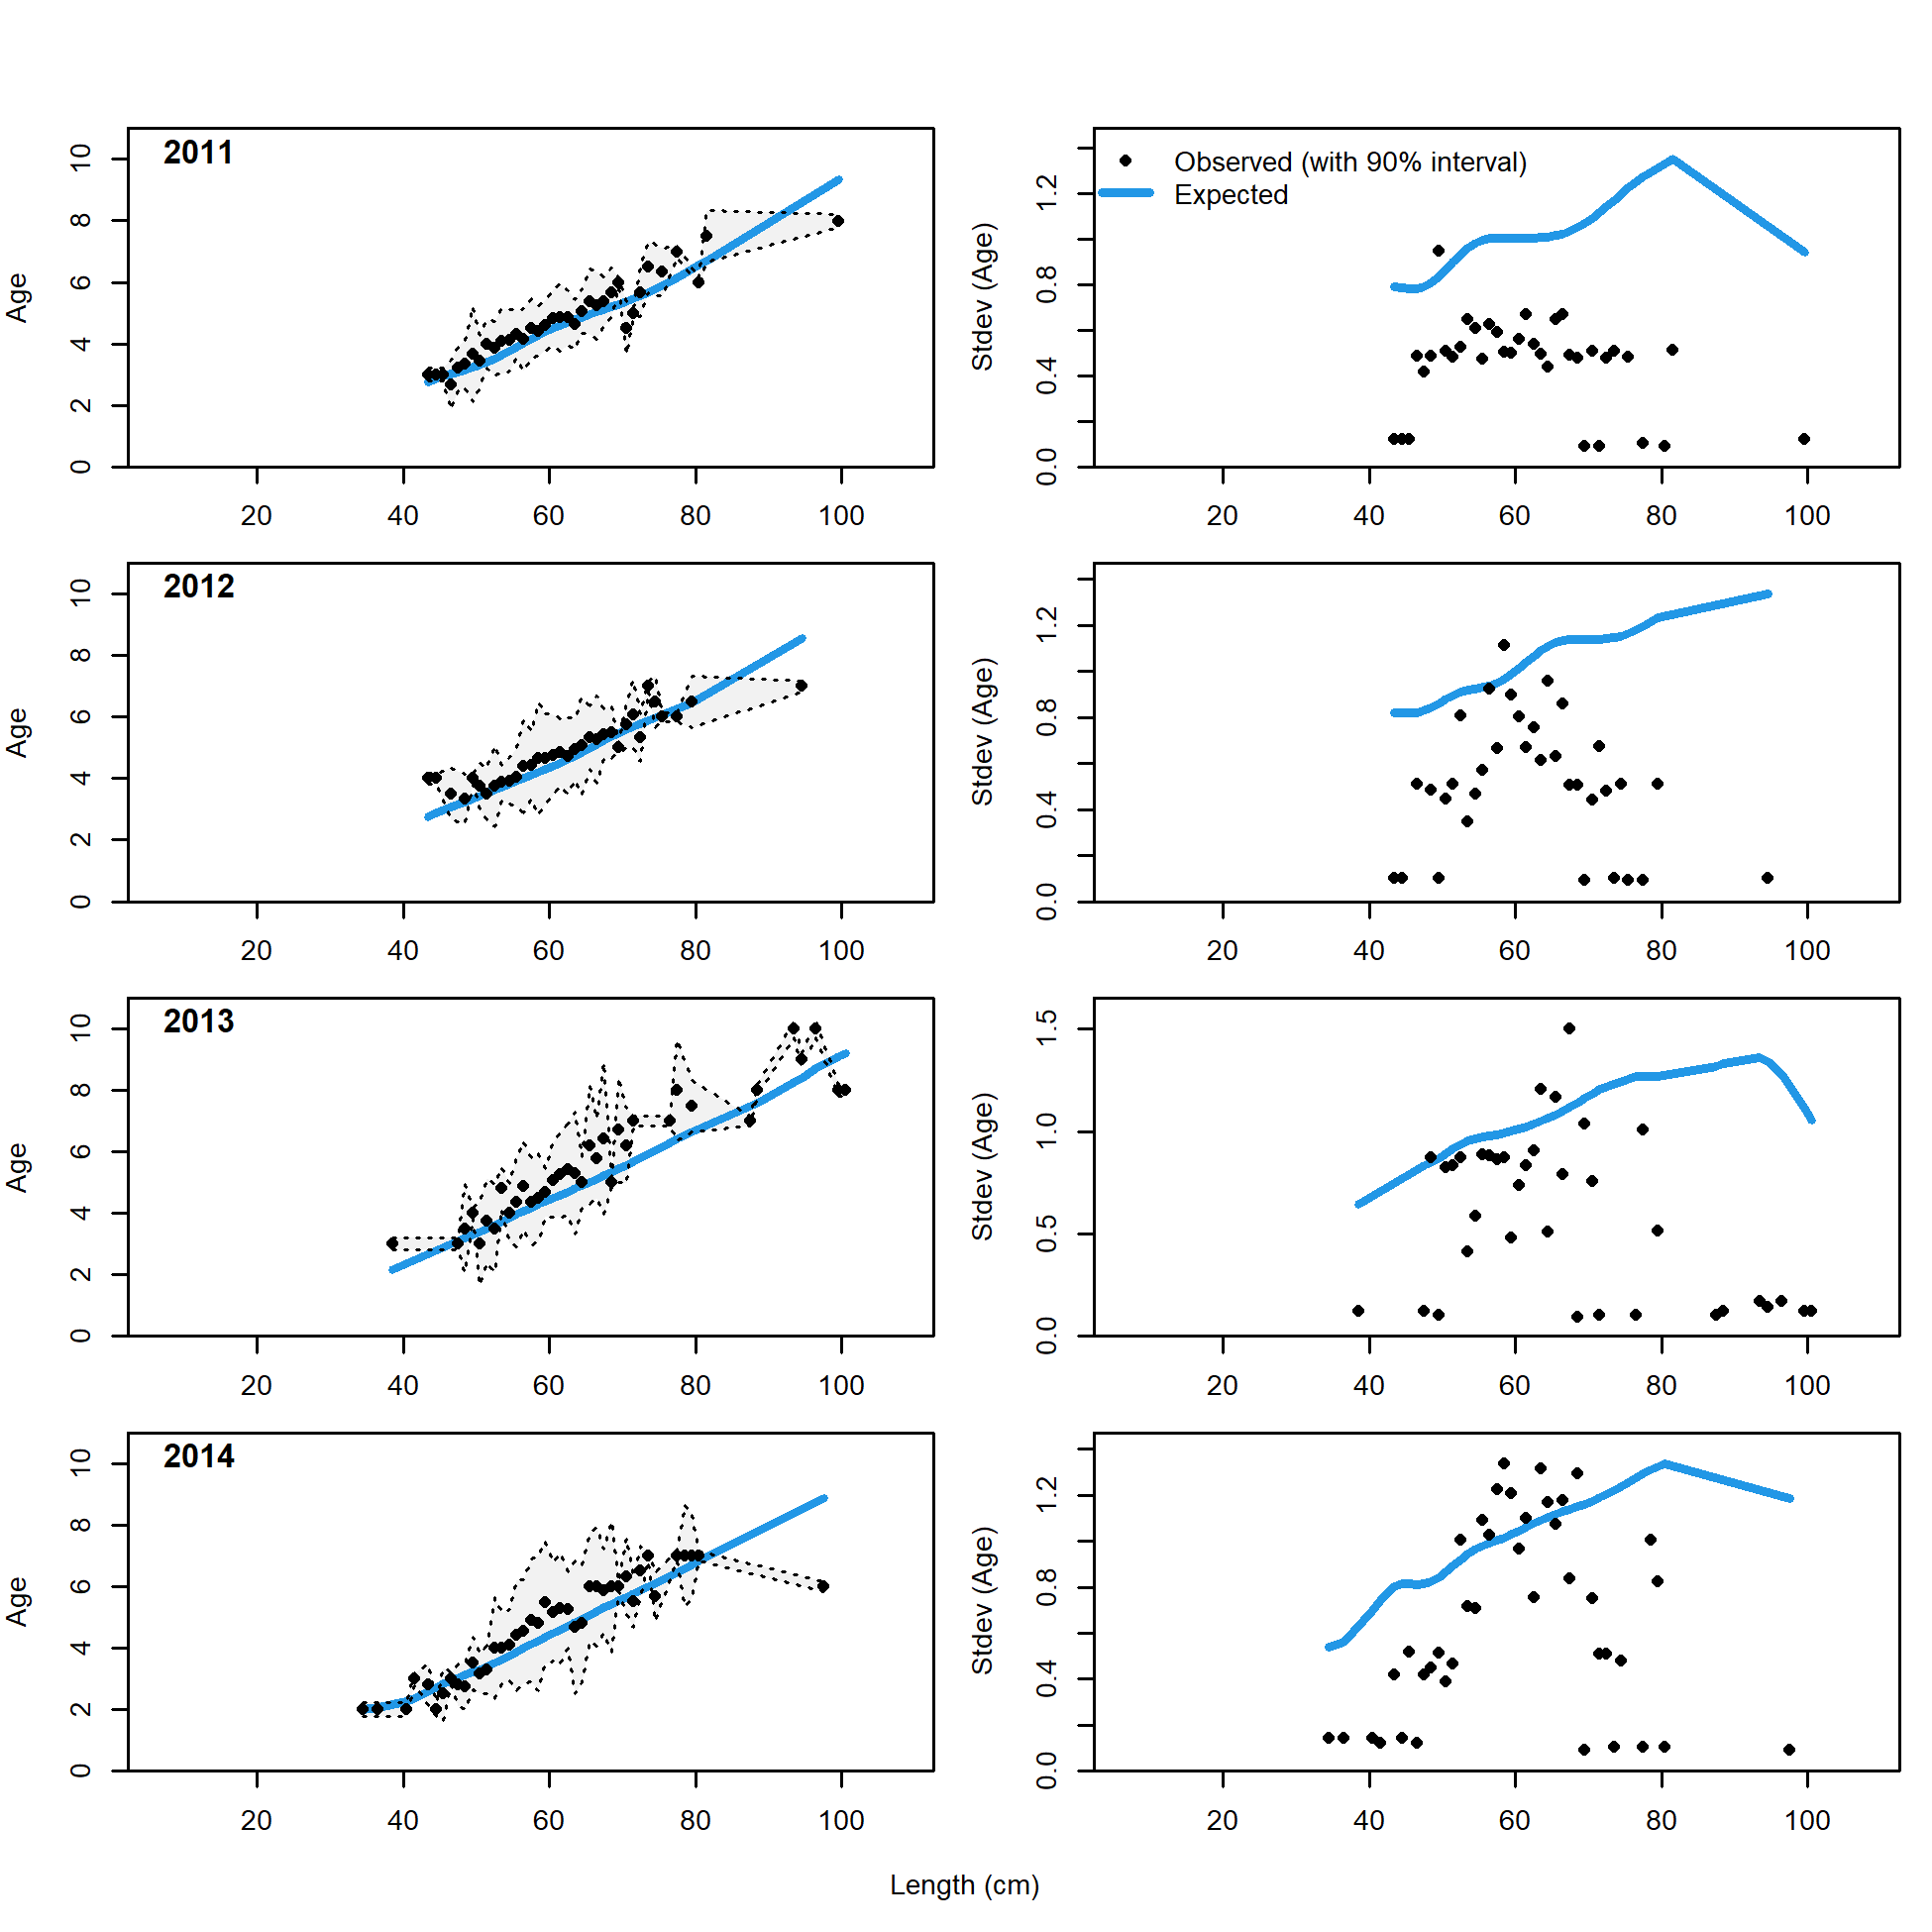 2011
Age
0 2 4 6 8 10
20 40 60 80 100
Observed (with 90% interval)
Expected
Stdev (Age)
0.0 0.4 0.8 1.2
20 40 60 80 100
2012
Age
0 2 4 6 8 10
20 40 60 80 100
Stdev (Age)
0.0 0.4 0.8 1.2
20 40 60 80 100
2013
Age
0 2 4 6 8 10
20 40 60 80 100
Stdev (Age)
0.0 0.5 1.0 1.5
20 40 60 80 100
2014
Age
0 2 4 6 8 10
20 40 60 80 100
Stdev (Age)
0.0 0.4 0.8 1.2
20 40 60 80 100
Length (cm)